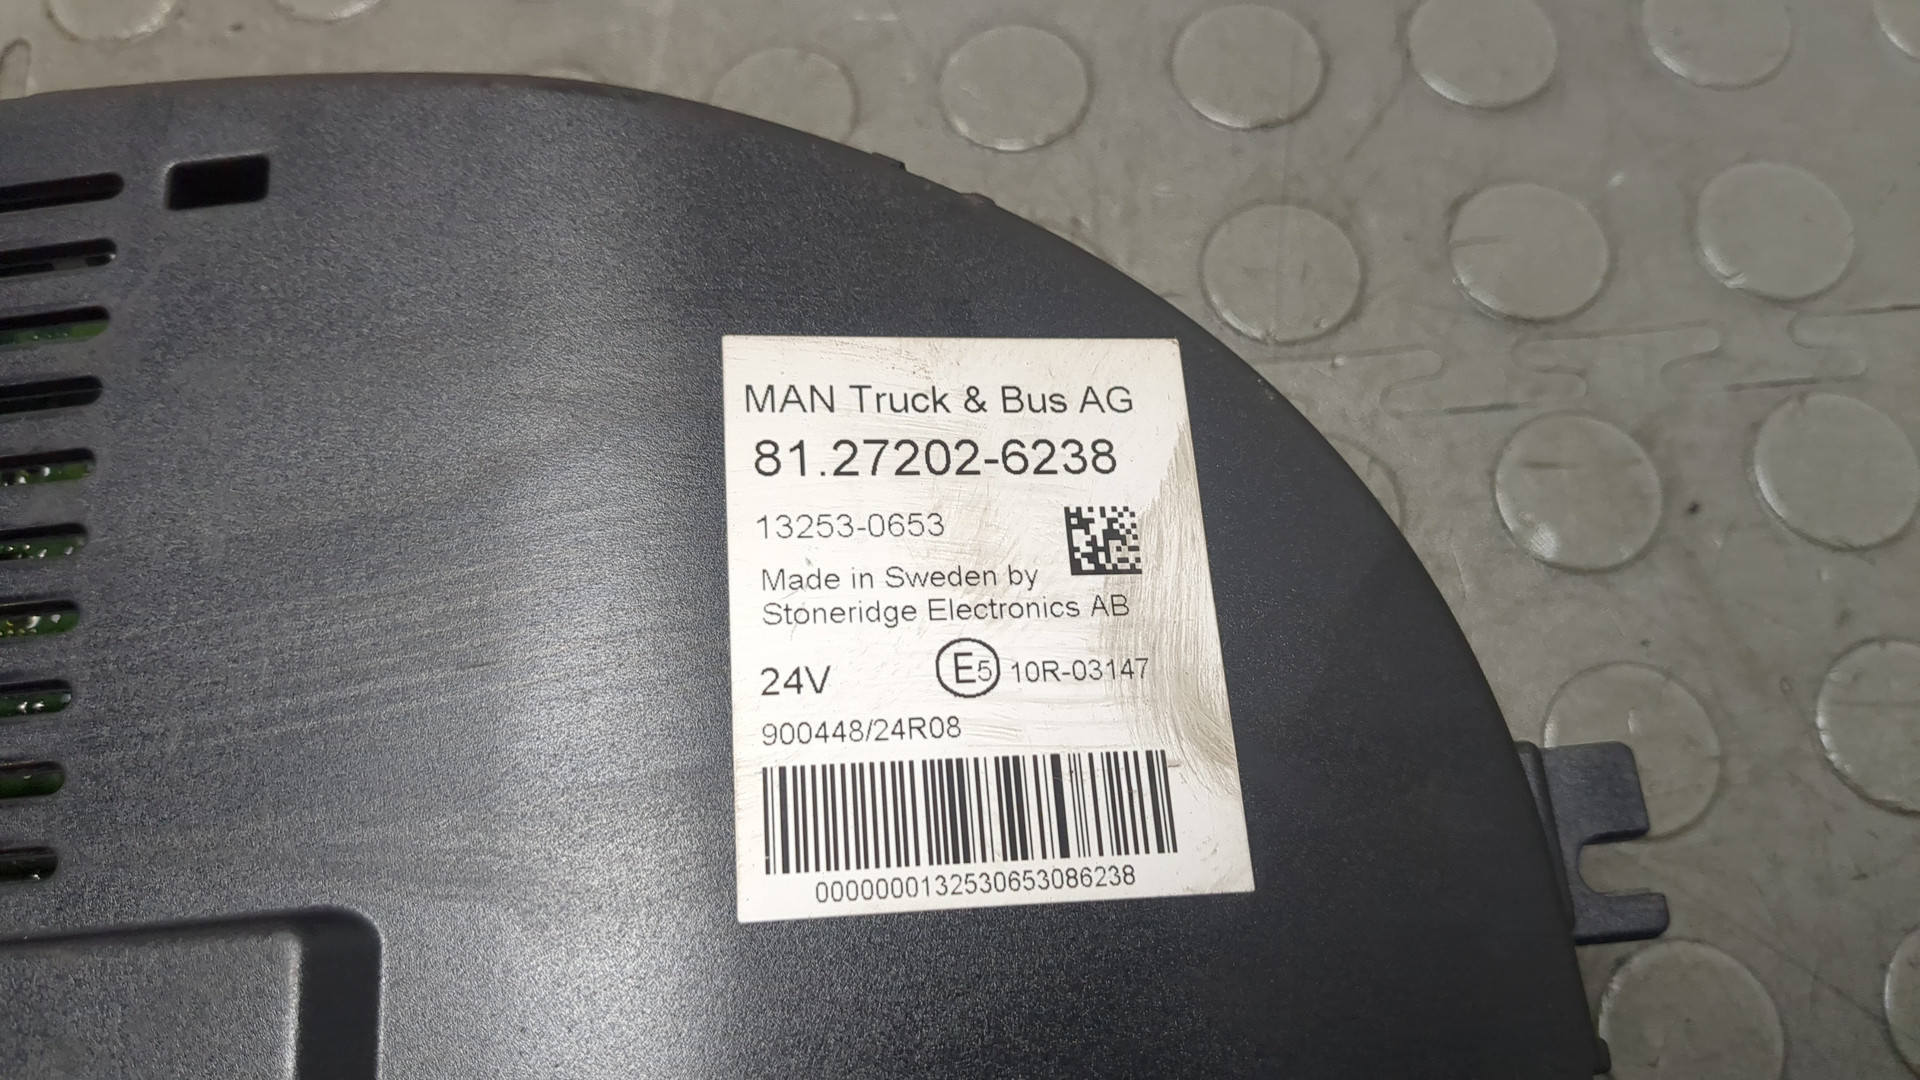 MAN Truck & Bus AG
81.27202-6238
13253-0653
Made in Sweden by
Stoneridge Electronics AB
24V E5 10R-03147
900448/24R08
0000000132530653086238